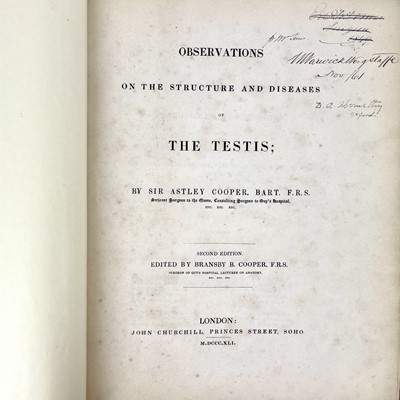 Nov/61
OBSERVATIONS
ON THE STRUCTURE AND DISEASES
OF
THE TESTIS;
BY SIR ASTLEY COOPER, BART. F.R.S.
Serjeant Surgeon to the Queen, Consulting Surgeon to Guy's Hospital,
ETC. ETC. ETC.
SECOND EDITION.
EDITED BY BRANSBY B. COOPER, F.R.S.
SURGEON OF GUY'S HOSPITAL, LECTURER ON ANATOMY,
ETC. ETC. ETC.
LONDON:
JOHN CHURCHILL, PRINCES STREET, SOHO.
M.DCCC.XLI.